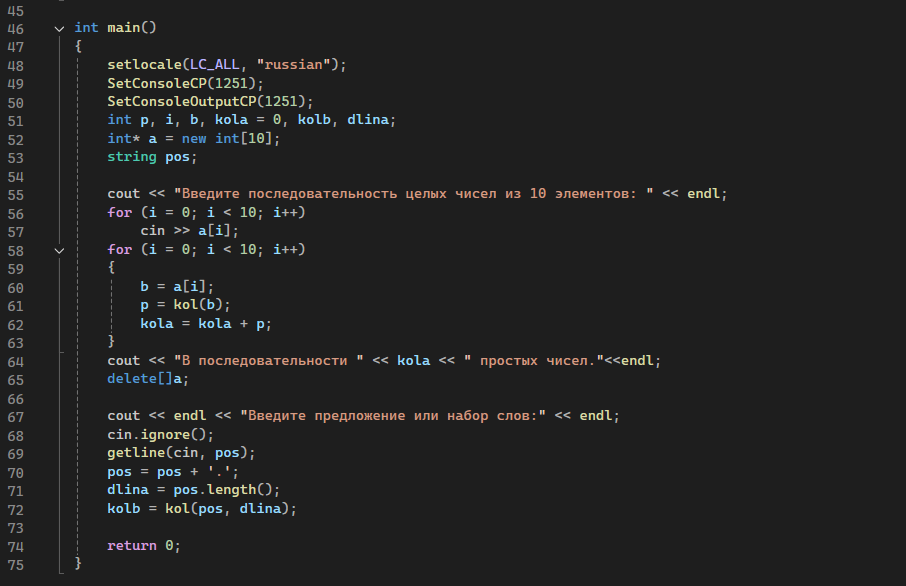 45
46 int main()
47 {
48 setlocale(LC_ALL, "russian");
49 SetConsoleCP(1251);
50 SetConsoleOutputCP(1251);
51 int p, i, b, kola = 0, kolb, dlina;
52 int* a = new int[10];
53 string pos;
54
55 cout << "Введите последовательность целых чисел из 10 элементов: " << endl;
56 for (i = 0; i < 10; i++)
57 cin >> a[i];
58 for (i = 0; i < 10; i++)
59 {
60 b = a[i];
61 p = kol(b);
62 kola = kola + p;
63 }
64 cout << "В последовательности " << kola << " простых чисел."<<endl;
65 delete[]a;
66
67 cout << endl << "Введите предложение или набор слов:" << endl;
68 cin.ignore();
69 getline(cin, pos);
70 pos = pos + '.';
71 dlina = pos.length();
72 kolb = kol(pos, dlina);
73
74 return 0;
75 }